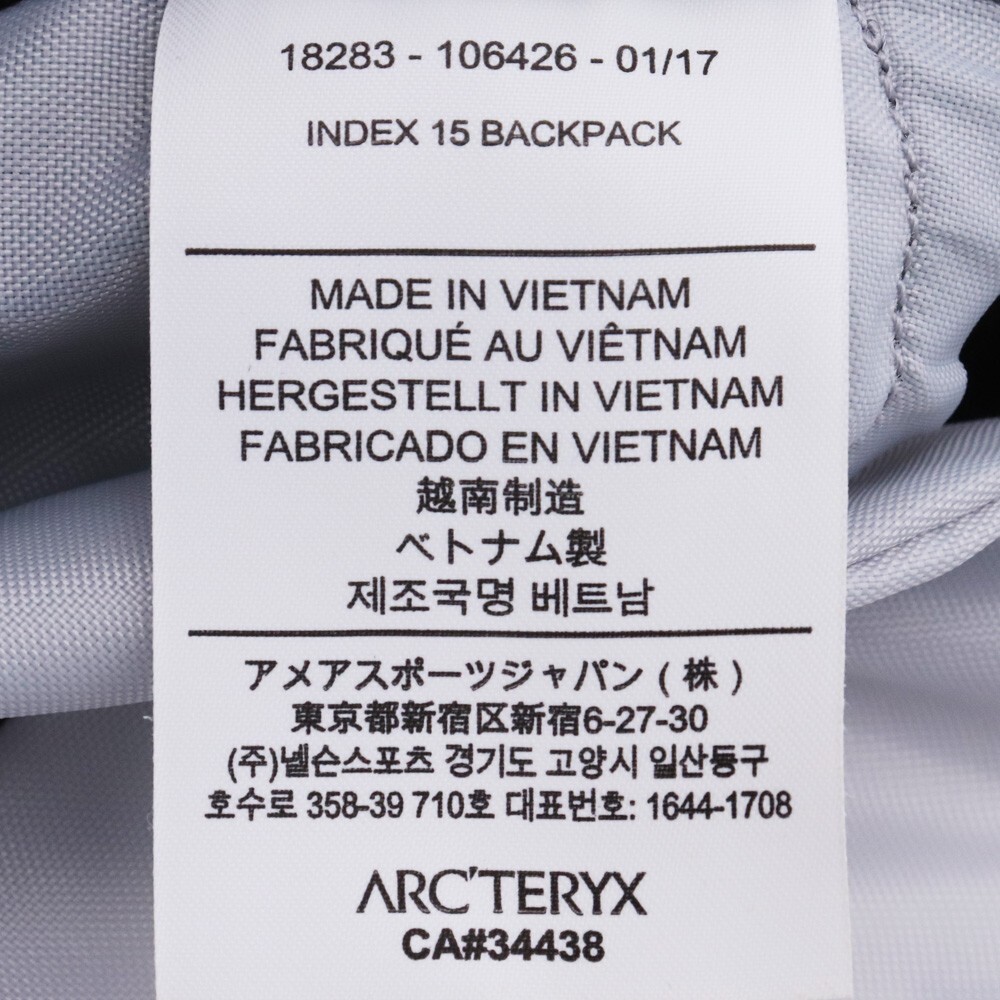 18283 - 106426 - 01/17
INDEX 15 BACKPACK
MADE IN VIETNAM
FABRIQUÉ AU VIÊTNAM
HERGESTELLT IN VIETNAM
FABRICADO EN VIETNAM
越南制造
ベトナム製
제조국명 베트남
アメアスポーツジャパン ( 株 )
東京都新宿区新宿6-27-30
(주)넬슨스포츠 경기도 고양시 일산동구
호수로 358-39 710호 대표번호: 1644-1708
ARC'TERYX
CA#34438